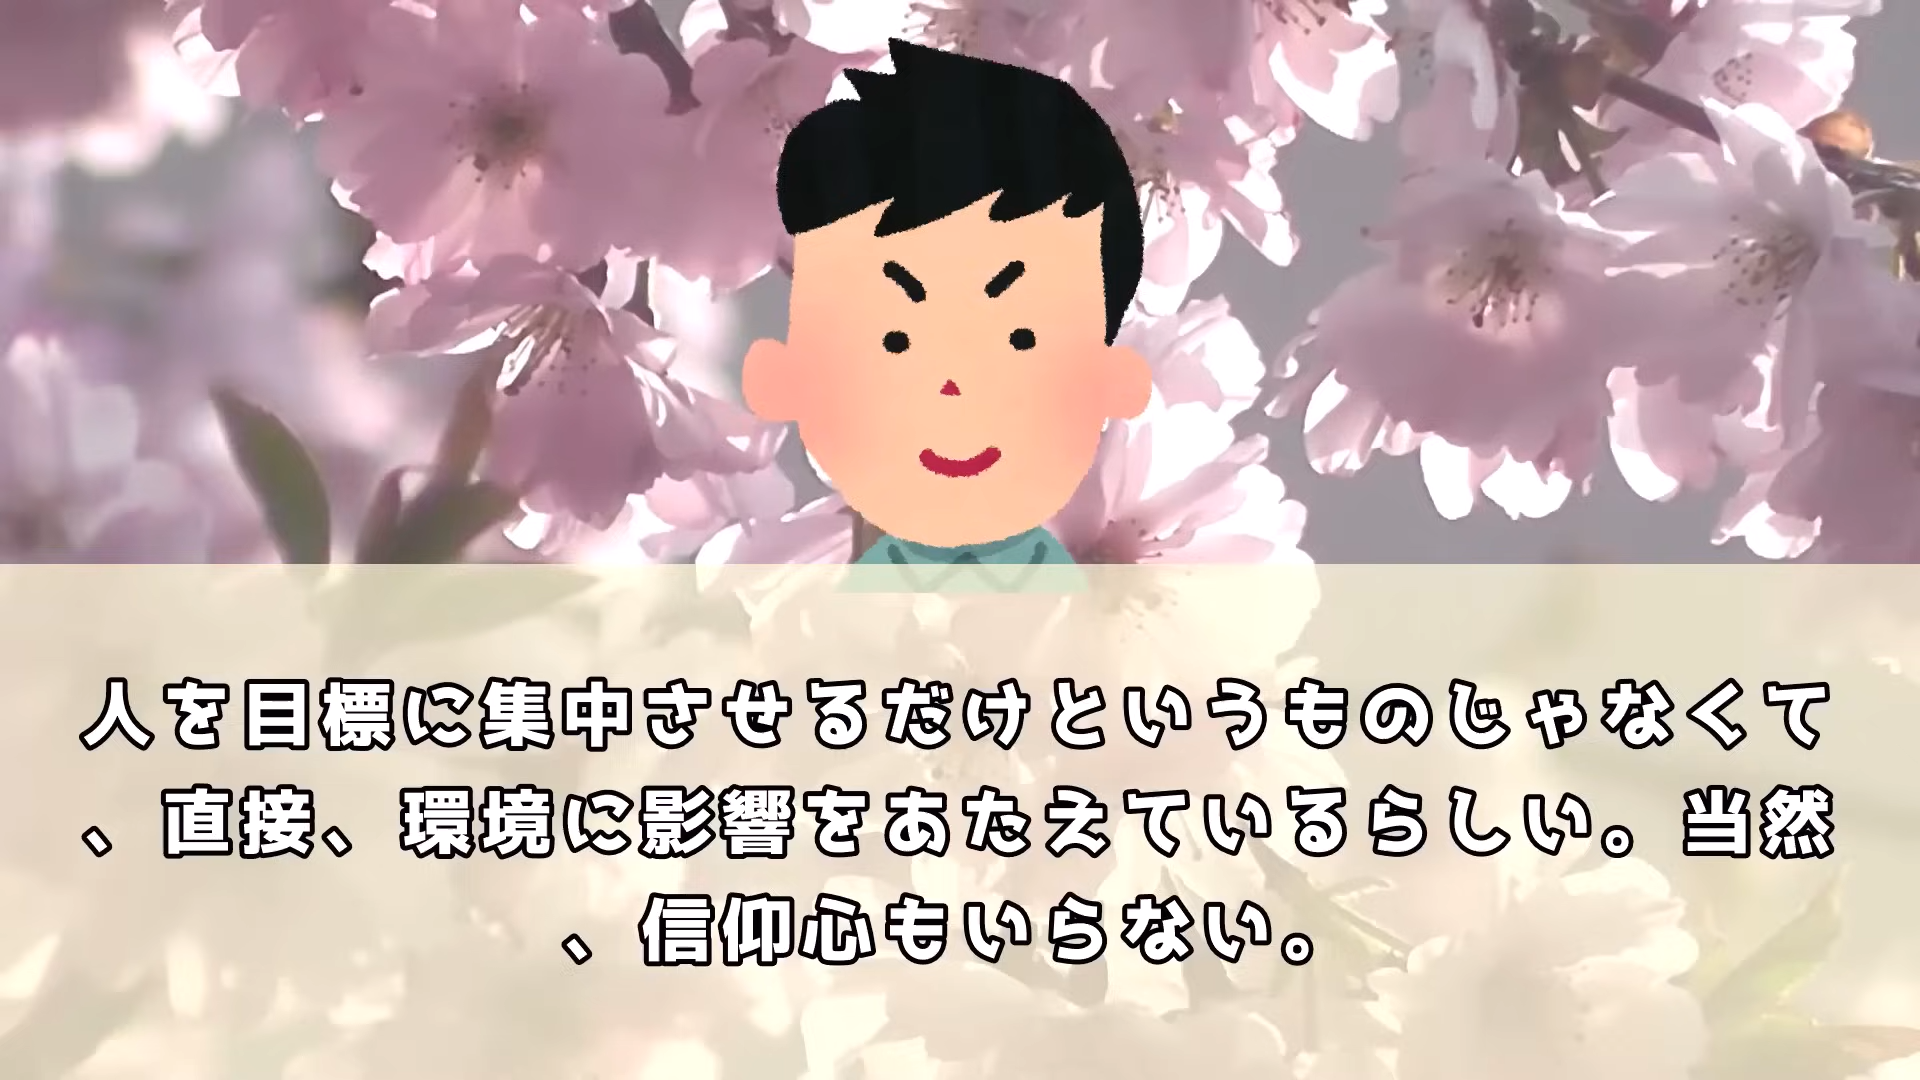 人を目標に集中させるだけというものじゃなくて
、直接、環境に影響をあたえているらしい。当然
、信仰心もいらない。